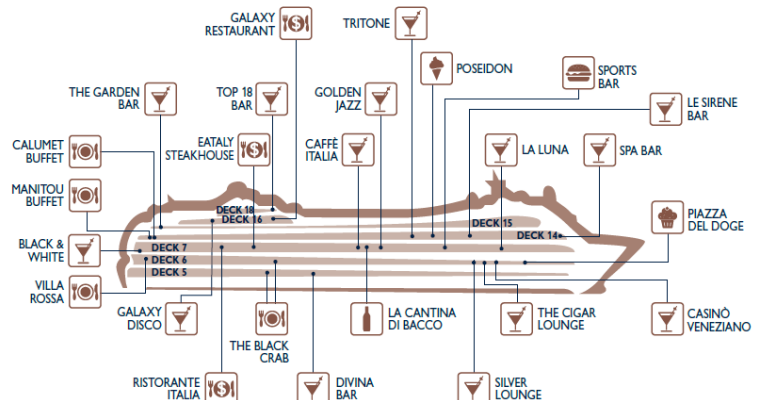 GALAXY
RESTAURANT
TRITONE
POSEIDON
SPORTS
BAR
THE GARDEN
BAR
TOP 18
BAR
GOLDEN
JAZZ
LE SIRENE
BAR
CALUMET
BUFFET
EATALY
STEAKHOUSE
CAFFÈ
ITALIA
LA LUNA
SPA BAR
MANITOU
BUFFET
DECK 18
DECK 16
DECK 15
PIAZZA
DEL DOGE
DECK 14
BLACK &
WHITE
DECK 7
DECK 6
DECK 5
VILLA
ROSSA
GALAXY
DISCO
THE BLACK
CRAB
LA CANTINA
DI BACCO
THE CIGAR
LOUNGE
CASINÒ
VENEZIANO
RISTORANTE
ITALIA
DIVINA
BAR
SILVER
LOUNGE